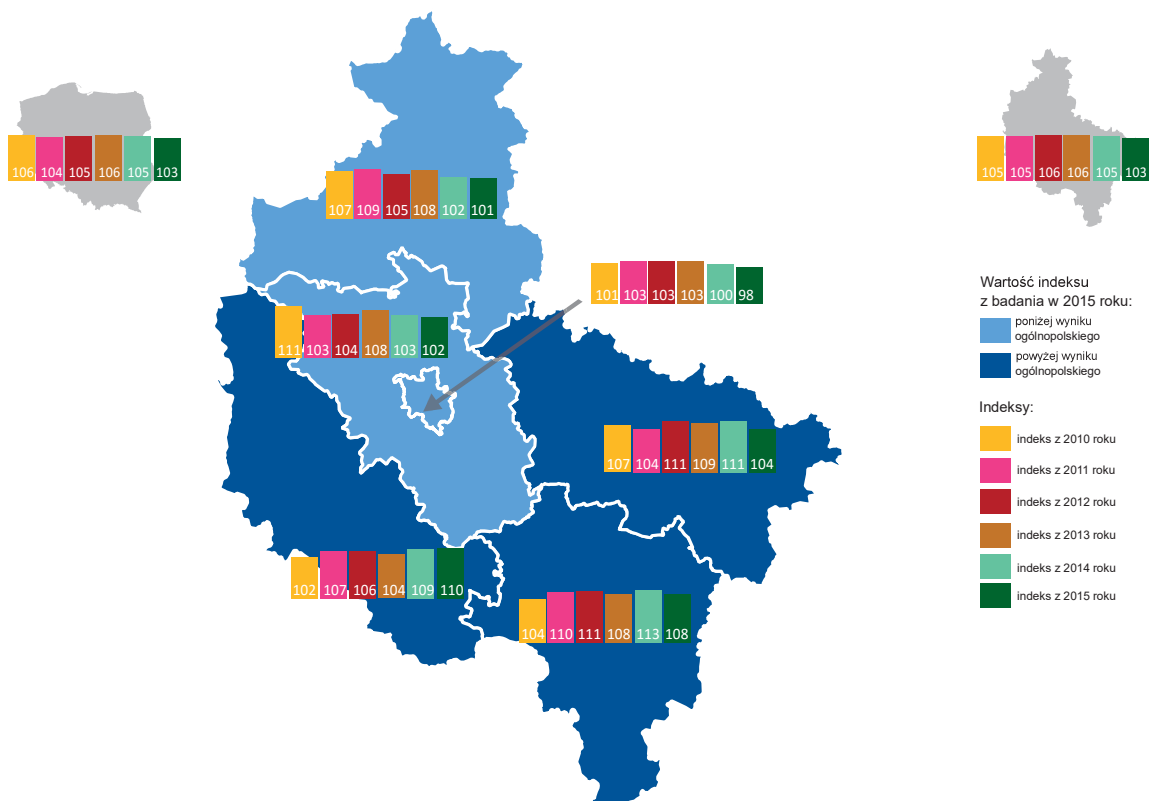 106 104 105 106 105 103
105 105 106 106 105 103
107 109 105 108 102 101
101 103 103 103 100 98
111 103 104 108 103 102
107 104 111 109 111 104
102 107 106 104 109 110
104 110 111 108 113 108
Wartość indeksu
z badania w 2015 roku:
poniżej wyniku
ogólnopolskiego
powyżej wyniku
ogólnopolskiego
Indeksy:
indeks z 2010 roku
indeks z 2011 roku
indeks z 2012 roku
indeks z 2013 roku
indeks z 2014 roku
indeks z 2015 roku